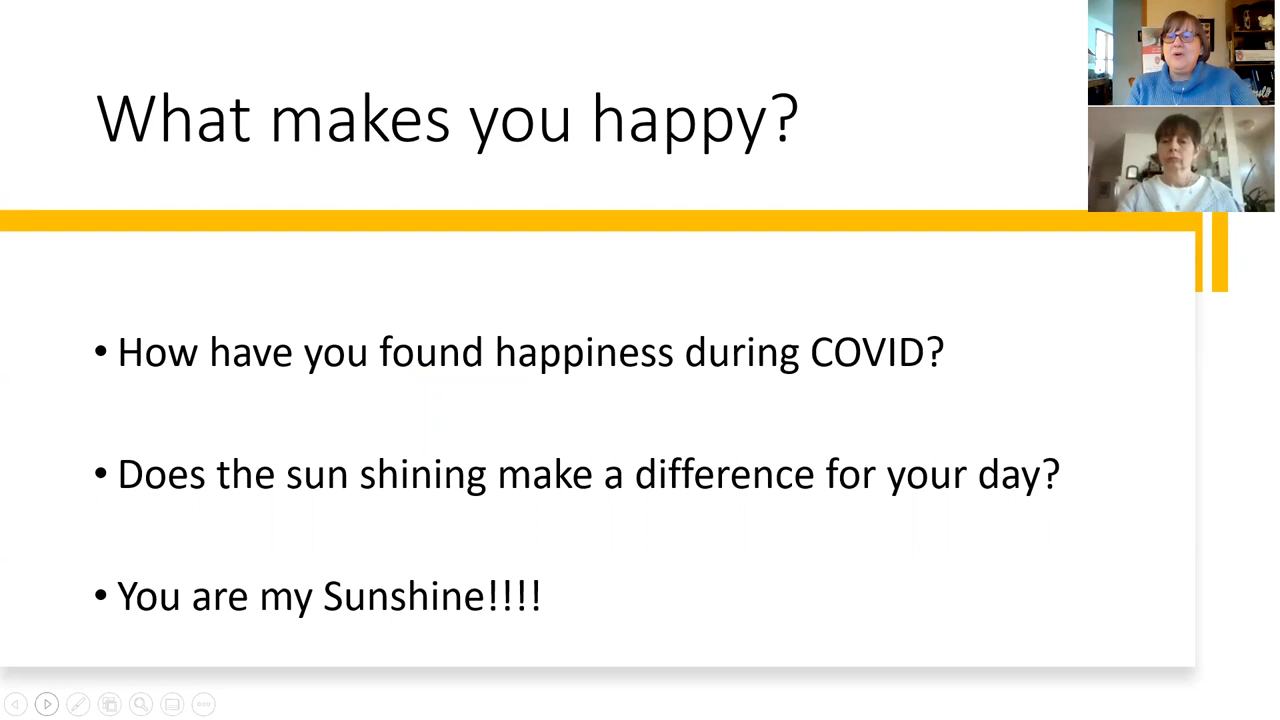 What makes you happy?
• How have you found happiness during COVID?
• Does the sun shining make a difference for your day?
• You are my Sunshine!!!!